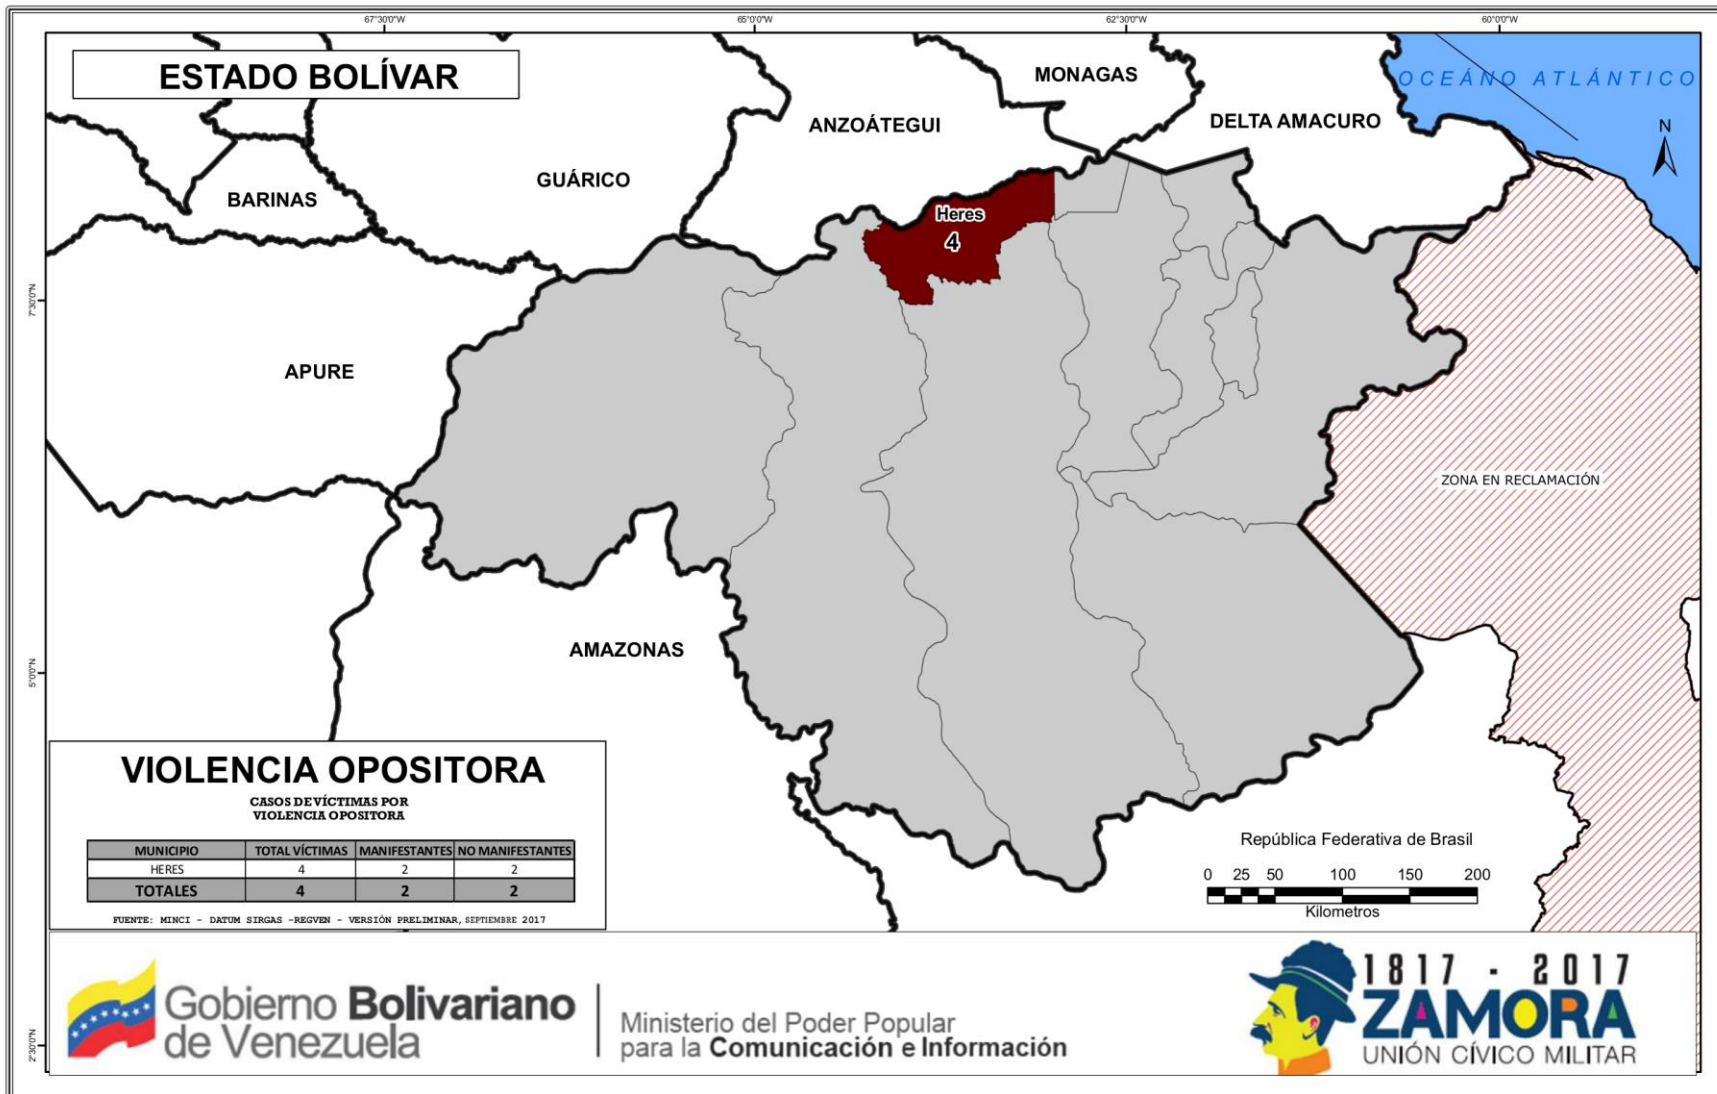 67°30'0"W
65°0'0"W
62°30'0"W
60°0'0"W
ESTADO BOLÍVAR
MONAGAS
OCEÁNO ATLÁNTICO
ANZOÁTEGUI
DELTA AMACURO
N
GUÁRICO
BARINAS
Heres
4
7°30'0"N
APURE
ZONA EN RECLAMACIÓN
AMAZONAS
5°0'0"N
VIOLENCIA OPOSITORA
CASOS DE VÍCTIMAS POR
VIOLENCIA OPOSITORA
MUNICIPIO TOTAL VÍCTIMAS MANIFESTANTES NO MANIFESTANTES
HERES 4 2 2
TOTALES 4 2 2
FUENTE: MINCI - DATUM SIRGAS -REGVEN - VERSIÓN PRELIMINAR, SEPTIEMBRE 2017
República Federativa de Brasil
0 25 50 100 150 200
Kilometros
2°30'0"N
Gobierno Bolivariano
de Venezuela
Ministerio del Poder Popular
para la Comunicación e Información
1817 - 2017
ZAMORA
UNIÓN CÍVICO MILITAR